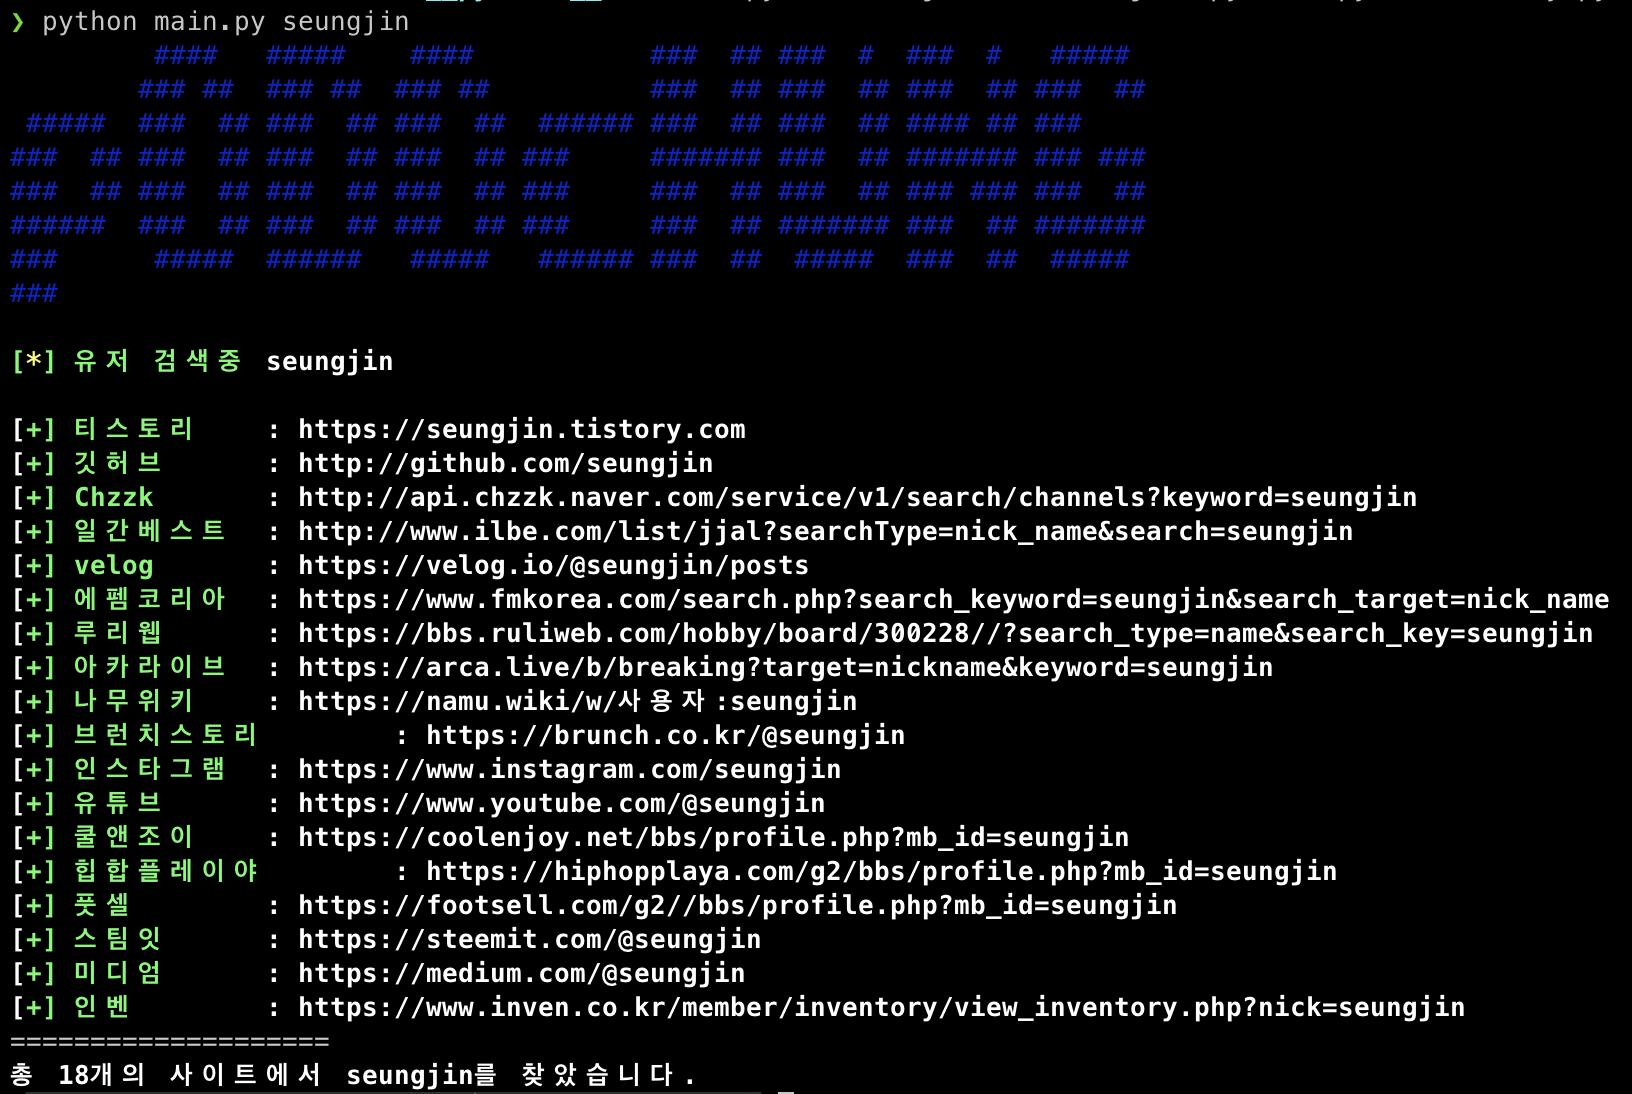 ❯ python main.py seungjin
         ####   #####    ####           ###  ## ###  #  ###  #   #####
        ### ##  ### ##  ### ##          ###  ## ###  ## ###  ## ###  ##
 #####  ###  ## ###  ## ###  ##  ###### ###  ## ###  ## #### ## ###
###  ## ###  ## ###  ## ###  ## ###     ####### ###  ## ####### ### ###
###  ## ###  ## ###  ## ###  ## ###     ###  ## ###  ## ### ### ###  ##
######  ###  ## ###  ## ###  ## ###     ###  ## ####### ###  ## #######
###      #####  ######   #####   ###### ###  ##  #####  ###  ##  #####
###
[*] 유저 검색중 seungjin
[+] 티스토리 : https://seungjin.tistory.com
[+] 깃허브 : http://github.com/seungjin
[+] Chzzk : http://api.chzzk.naver.com/service/v1/search/channels?keyword=seungjin
[+] 일간베스트 : http://www.ilbe.com/list/jjal?searchType=nick_name&search=seungjin
[+] velog : https://velog.io/@seungjin/posts
[+] 에펨코리아 : https://www.fmkorea.com/search.php?search_keyword=seungjin&search_target=nick_name
[+] 루리웹 : https://bbs.ruliweb.com/hobby/board/300228//?search_type=name&search_key=seungjin
[+] 아카라이브 : https://arca.live/b/breaking?target=nickname&keyword=seungjin
[+] 나무위키 : https://namu.wiki/w/사용자:seungjin
[+] 브런치스토리 : https://brunch.co.kr/@seungjin
[+] 인스타그램 : https://www.instagram.com/seungjin
[+] 유튜브 : https://www.youtube.com/@seungjin
[+] 쿨앤조이 : https://coolenjoy.net/bbs/profile.php?mb_id=seungjin
[+] 힙합플레이야 : https://hiphopplaya.com/g2/bbs/profile.php?mb_id=seungjin
[+] 풋셀 : https://footsell.com/g2//bbs/profile.php?mb_id=seungjin
[+] 스팀잇 : https://steemit.com/@seungjin
[+] 미디엄 : https://medium.com/@seungjin
[+] 인벤 : https://www.inven.co.kr/member/inventory/view_inventory.php?nick=seungjin
====================
총 18개의 사이트에서 seungjin를 찾았습니다.